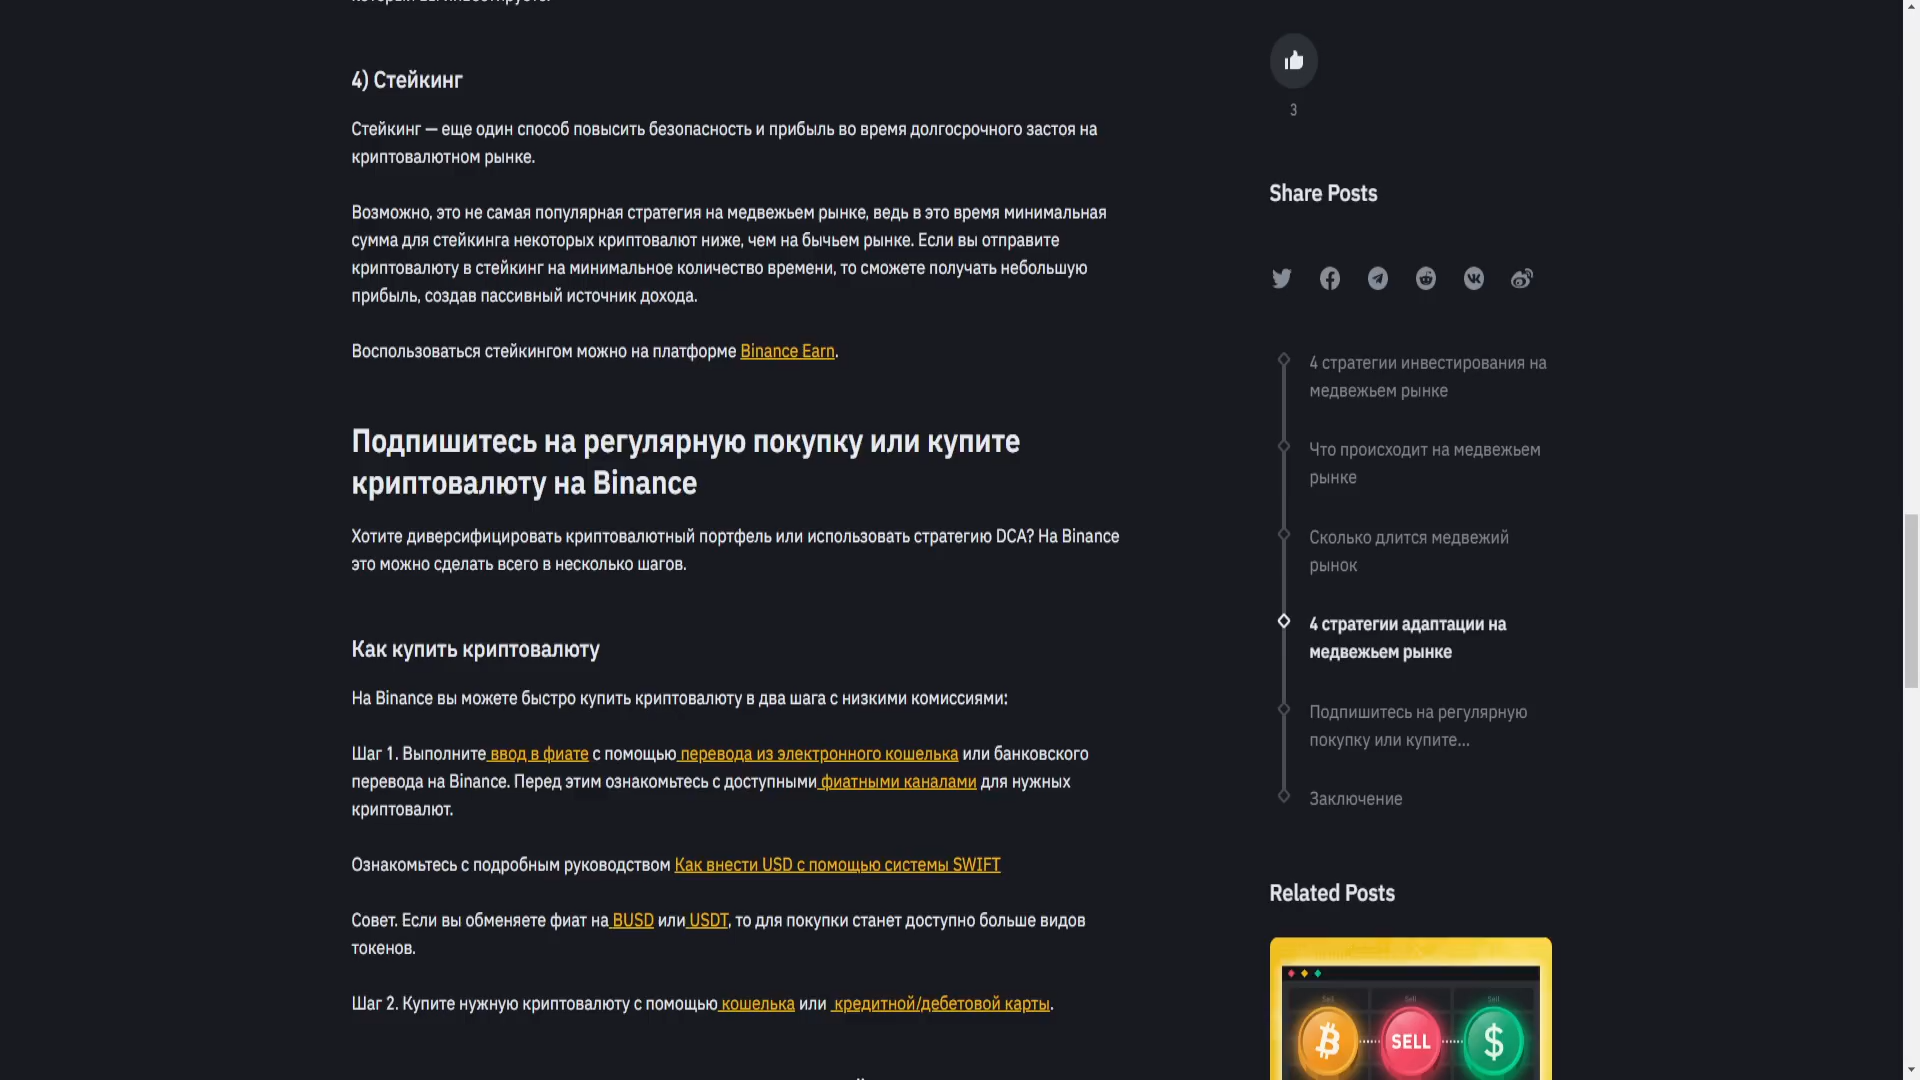 4) Стейкинг
Стейкинг — еще один способ повысить безопасность и прибыль во время долгосрочного застоя на
криптовалютном рынке.
Возможно, это не самая популярная стратегия на медвежьем рынке, ведь в это время минимальная
сумма для стейкинга некоторых криптовалют ниже, чем на бычьем рынке. Если вы отправите
криптовалюту в стейкинг на минимальное количество времени, то сможете получать небольшую
прибыль, создав пассивный источник дохода.
Воспользоваться стейкингом можно на платформе Binance Earn.
Подпишитесь на регулярную покупку или купите
криптовалюту на Binance
Хотите диверсифицировать криптовалютный портфель или использовать стратегию DCA? На Binance
это можно сделать всего в несколько шагов.
Как купить криптовалюту
На Binance вы можете быстро купить криптовалюту в два шага с низкими комиссиями:
Шаг 1. Выполните ввод в фиате с помощью перевода из электронного кошелька или банковского
перевода на Binance. Перед этим ознакомьтесь с доступными фиатными каналами для нужных
криптовалют.
Ознакомьтесь с подробным руководством Как внести USD с помощью системы SWIFT
Совет. Если вы обменяете фиат на BUSD или USDT, то для покупки станет доступно больше видов
токенов.
Шаг 2. Купите нужную криптовалюту с помощью кошелька или кредитной/дебетовой карты.
3
Share Posts
4 стратегии инвестирования на
медвежьем рынке
Что происходит на медвежьем
рынке
Сколько длится медвежий
рынок
4 стратегии адаптации на
медвежьем рынке
Подпишитесь на регулярную
покупку или купите...
Заключение
Related Posts
Sell Sell Sell
SELL